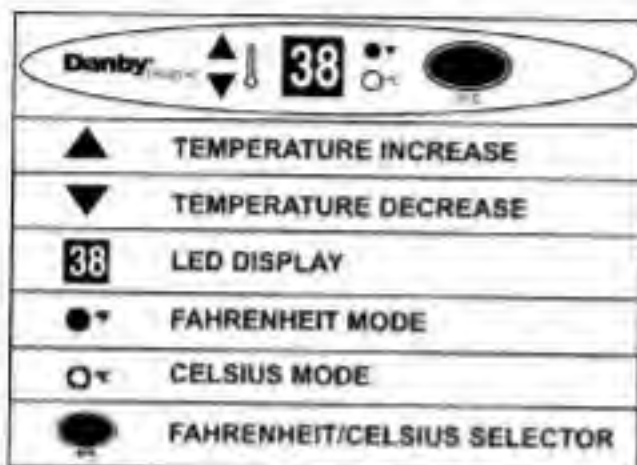 Danby 38 °F
°C
TEMPERATURE INCREASE
TEMPERATURE DECREASE
38 LED DISPLAY
°F FAHRENHEIT MODE
°C CELSIUS MODE
FAHRENHEIT/CELSIUS SELECTOR